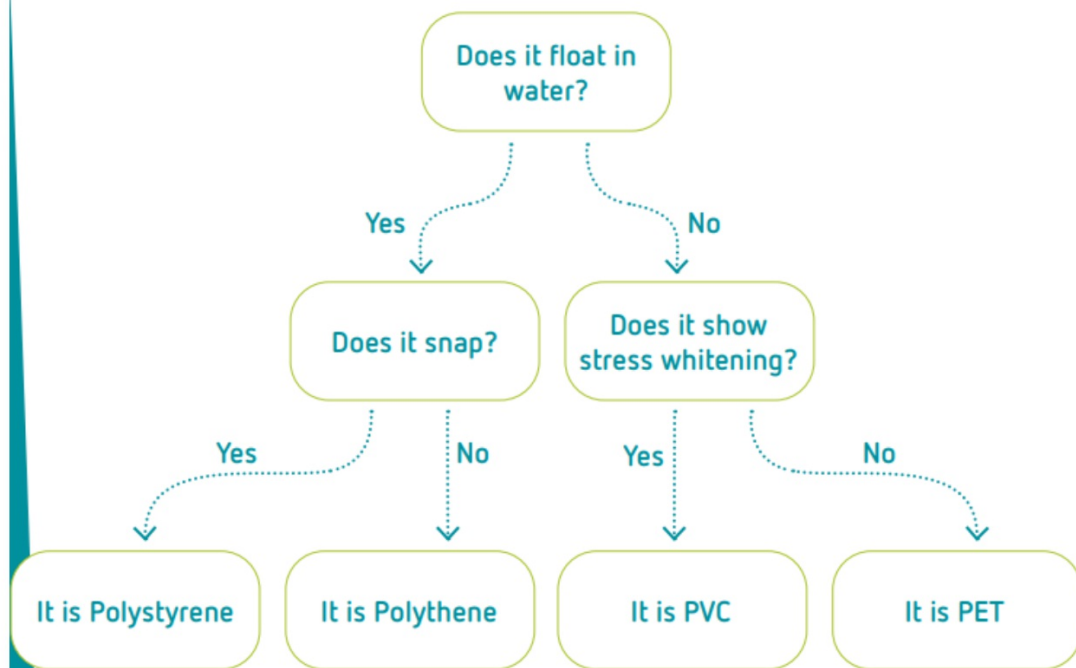 Does it float in
water?
Yes
No
Does it snap?
Does it show
stress whitening?
Yes
No
Yes
No
It is Polystyrene
It is Polythene
It is PVC
It is PET